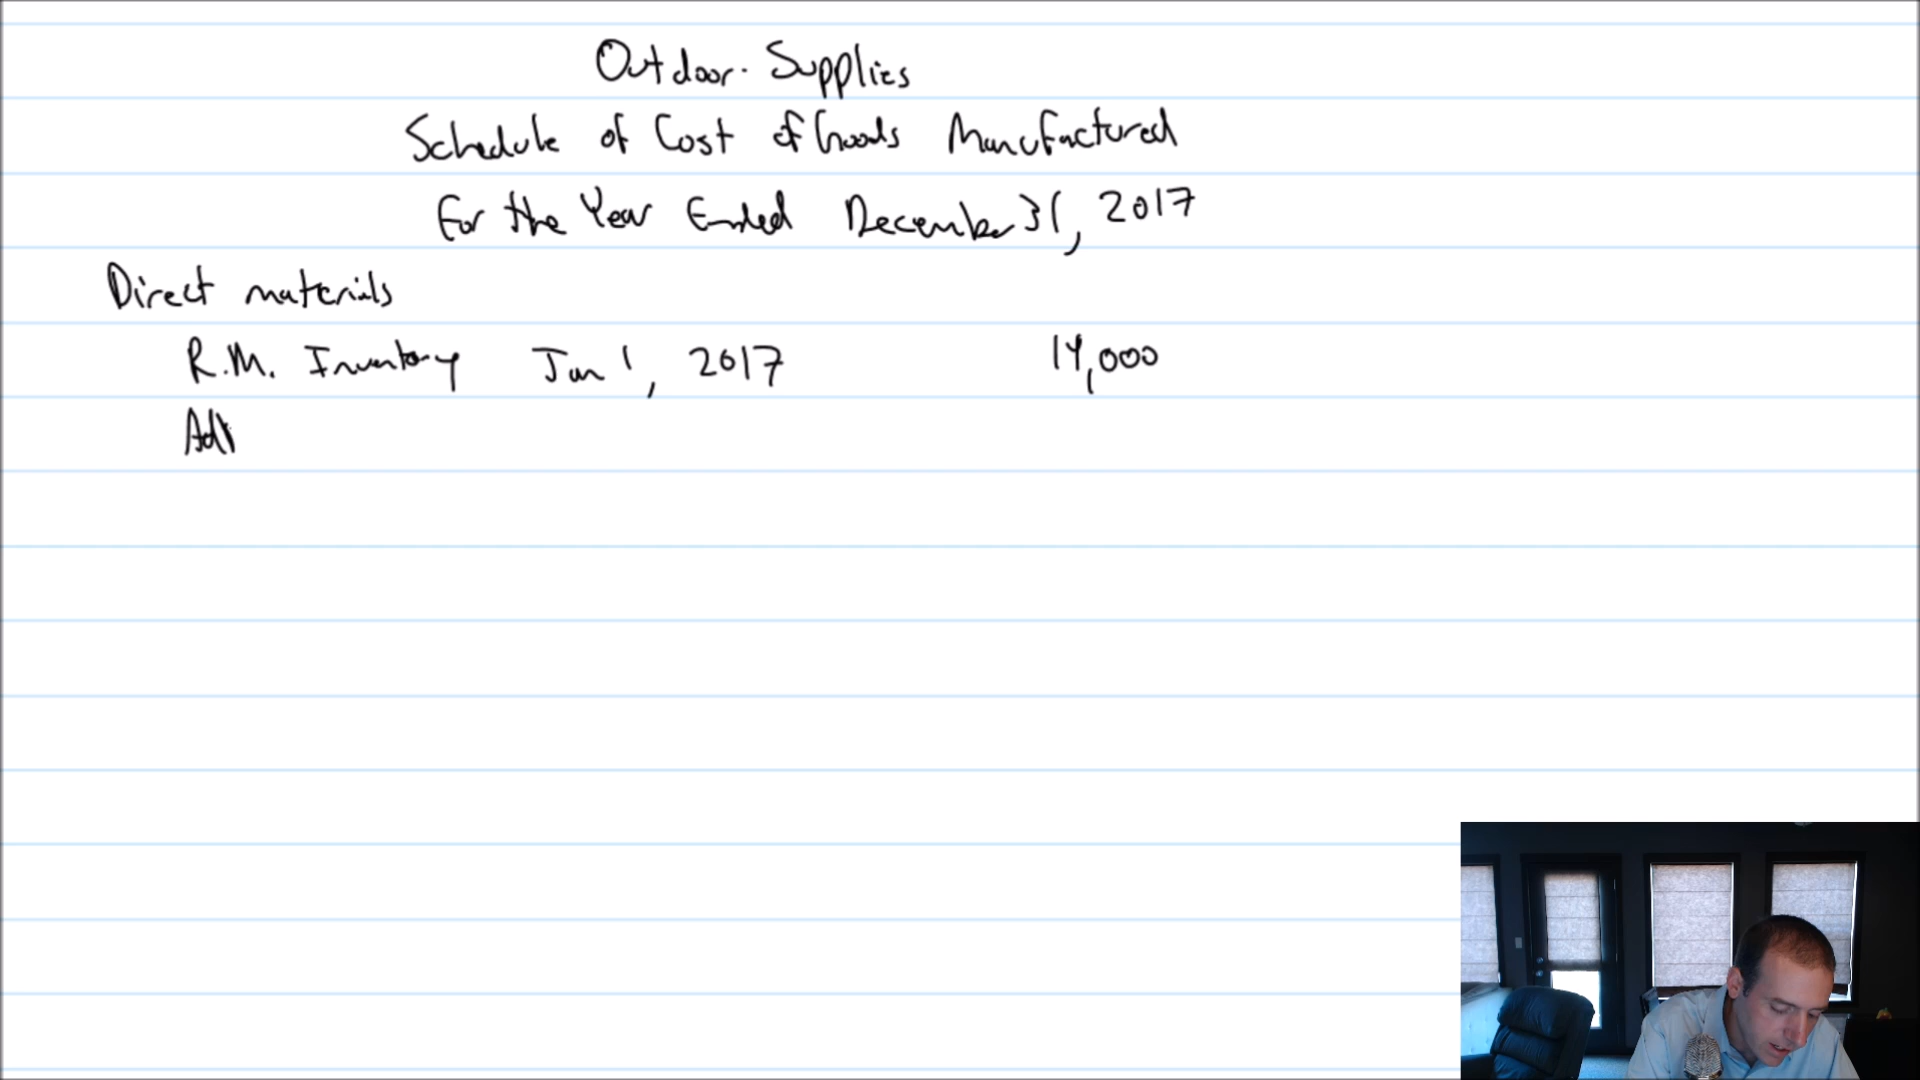 Outdoor Supplies
Schedule of Cost of Goods Manufactured
For the Year Ended December 31, 2017
Direct materials
R.M. Inventory Jan 1, 2017 14,000
Add